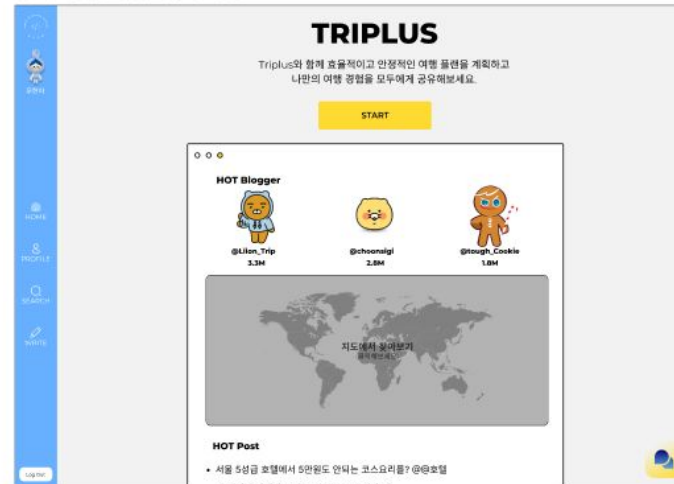 TRIPLUS
Triplus와 함께 효율적이고 안정적인 여행 플랜을 계획하고
나만의 여행 경험을 모두에게 공유해보세요.
START
HOME
PROFILE
SEARCH
WRITE
HOT Blogger
@Liion_Trip
@choonsigi
@tough_Cookie
3.3M
2.8M
1.8M
지도에서 찾아보기
HOT Post
• 서울 5성급 호텔에서 5만원도 안되는 코스요리를? @@호텔